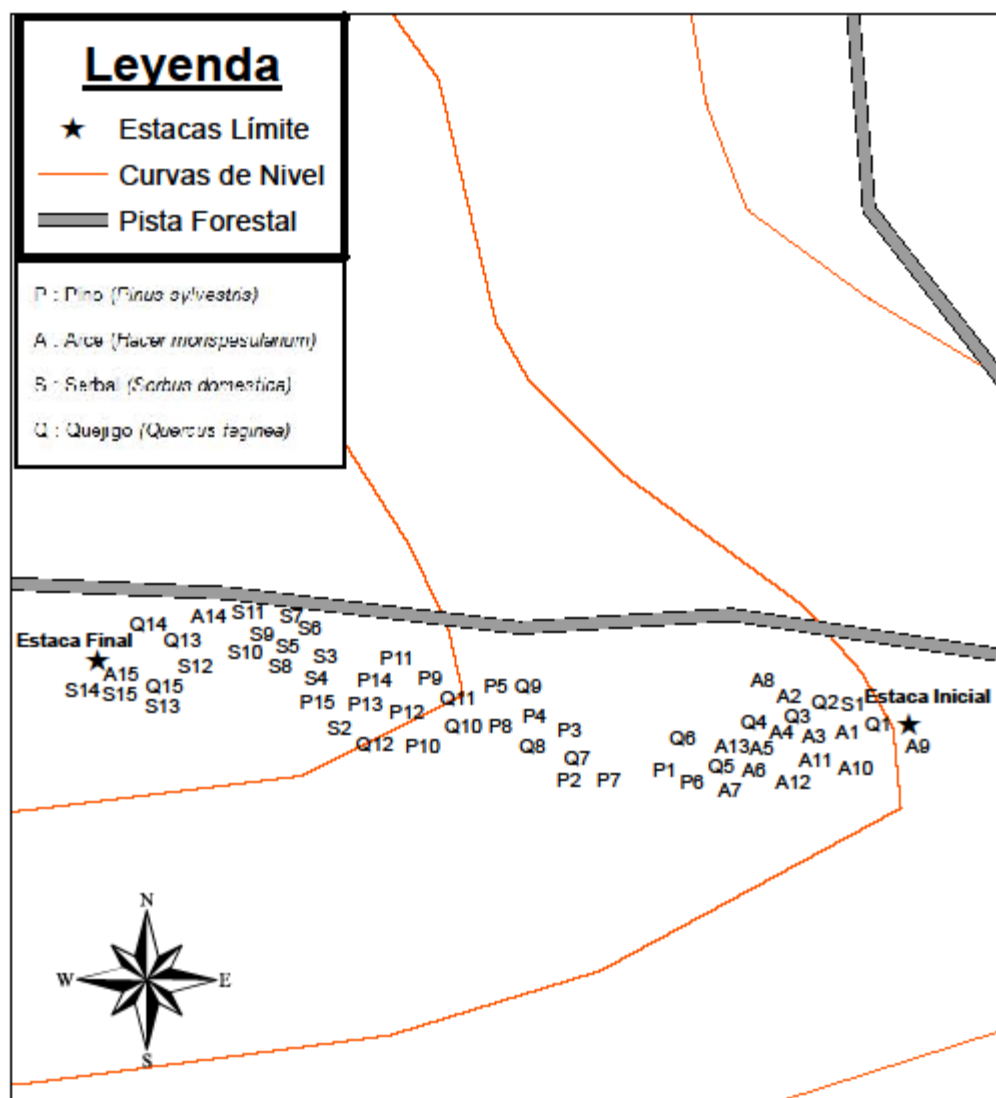 Leyenda
Estacas Límite
Curvas de Nivel
Pista Forestal
P : Pino (Pinus sylvestris)
A : Arce (Hacer monspesulanum)
S : Serbal (Sorbus domestica)
Q : Quejigo (Quercus faginea)
Q14 A14 S11 S7
S6
Estaca Final Q13 S9 S5
S10 S3 P11
A15 S12 S8
S14 S15 Q15 S4 P14 P9 P5 Q9 A8
S13 P15 P13 Q11 A2 Estaca Inicial
P12 P4 Q3 Q2 S1
S2 Q10 P8 P3 Q4 A4 A3 A1 Q1
Q12 P10 Q8 Q6 A13 A5 A9
Q7 Q5 A6 A11 A10
P2 P7 P1 P6 A7 A12
N
W E
S